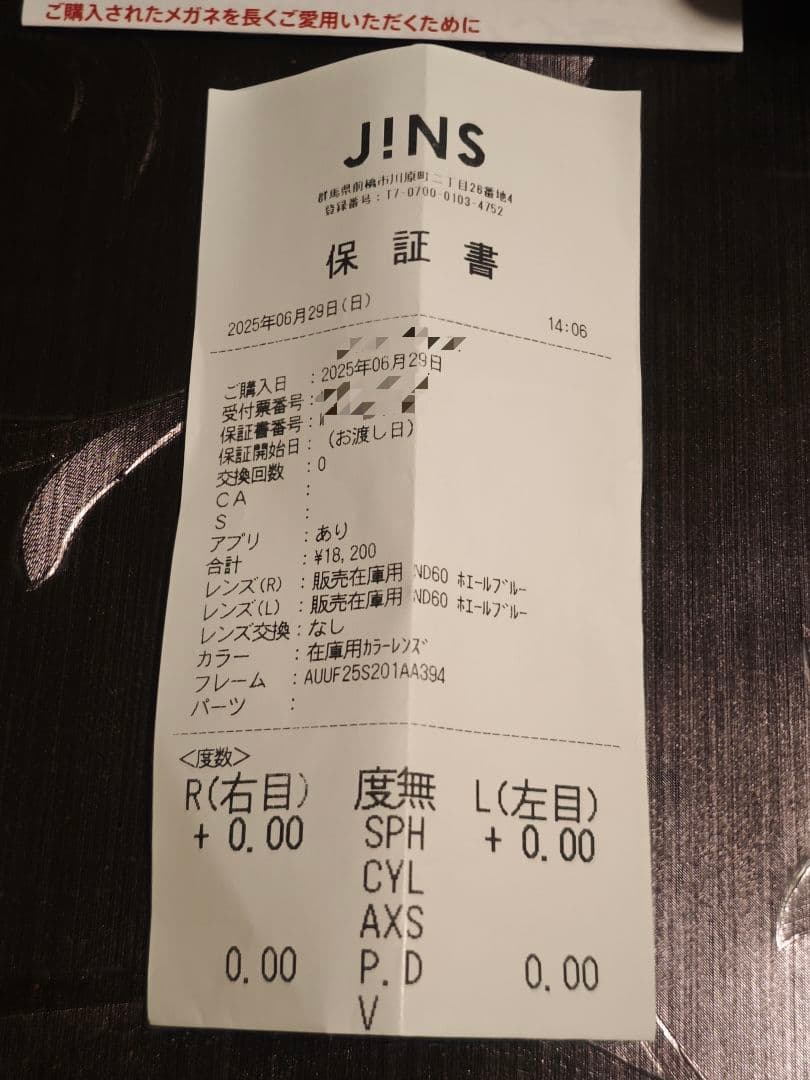 ご購入されたメガネを長くご愛用いただくために
J!NS
群馬県前橋市川原町二丁目26番地4
登録番号：T7-0700-0103-4752
保証書
2025年06月29日(日) 14:06
ご購入日 ：2025年06月29日
受付票番号：
保証書番号：
保証開始日：(お渡し日)
交換回数 ：0
CA ：
S ：
アプリ ：あり
合計 ：¥18,200
レンズ(R) ：販売在庫用 ND60 ﾎｴｰﾙﾌﾞﾙｰ
レンズ(L) ：販売在庫用 ND60 ﾎｴｰﾙﾌﾞﾙｰ
レンズ交換：なし
カラー ：在庫用ｶﾗｰﾚﾝｽﾞ
フレーム ：AUUF25S201AA394
パーツ ：
<度数>
R(右目) 度無 L(左目)
+ 0.00 SPH + 0.00
CYL
AXS
0.00 P.D 0.00
V